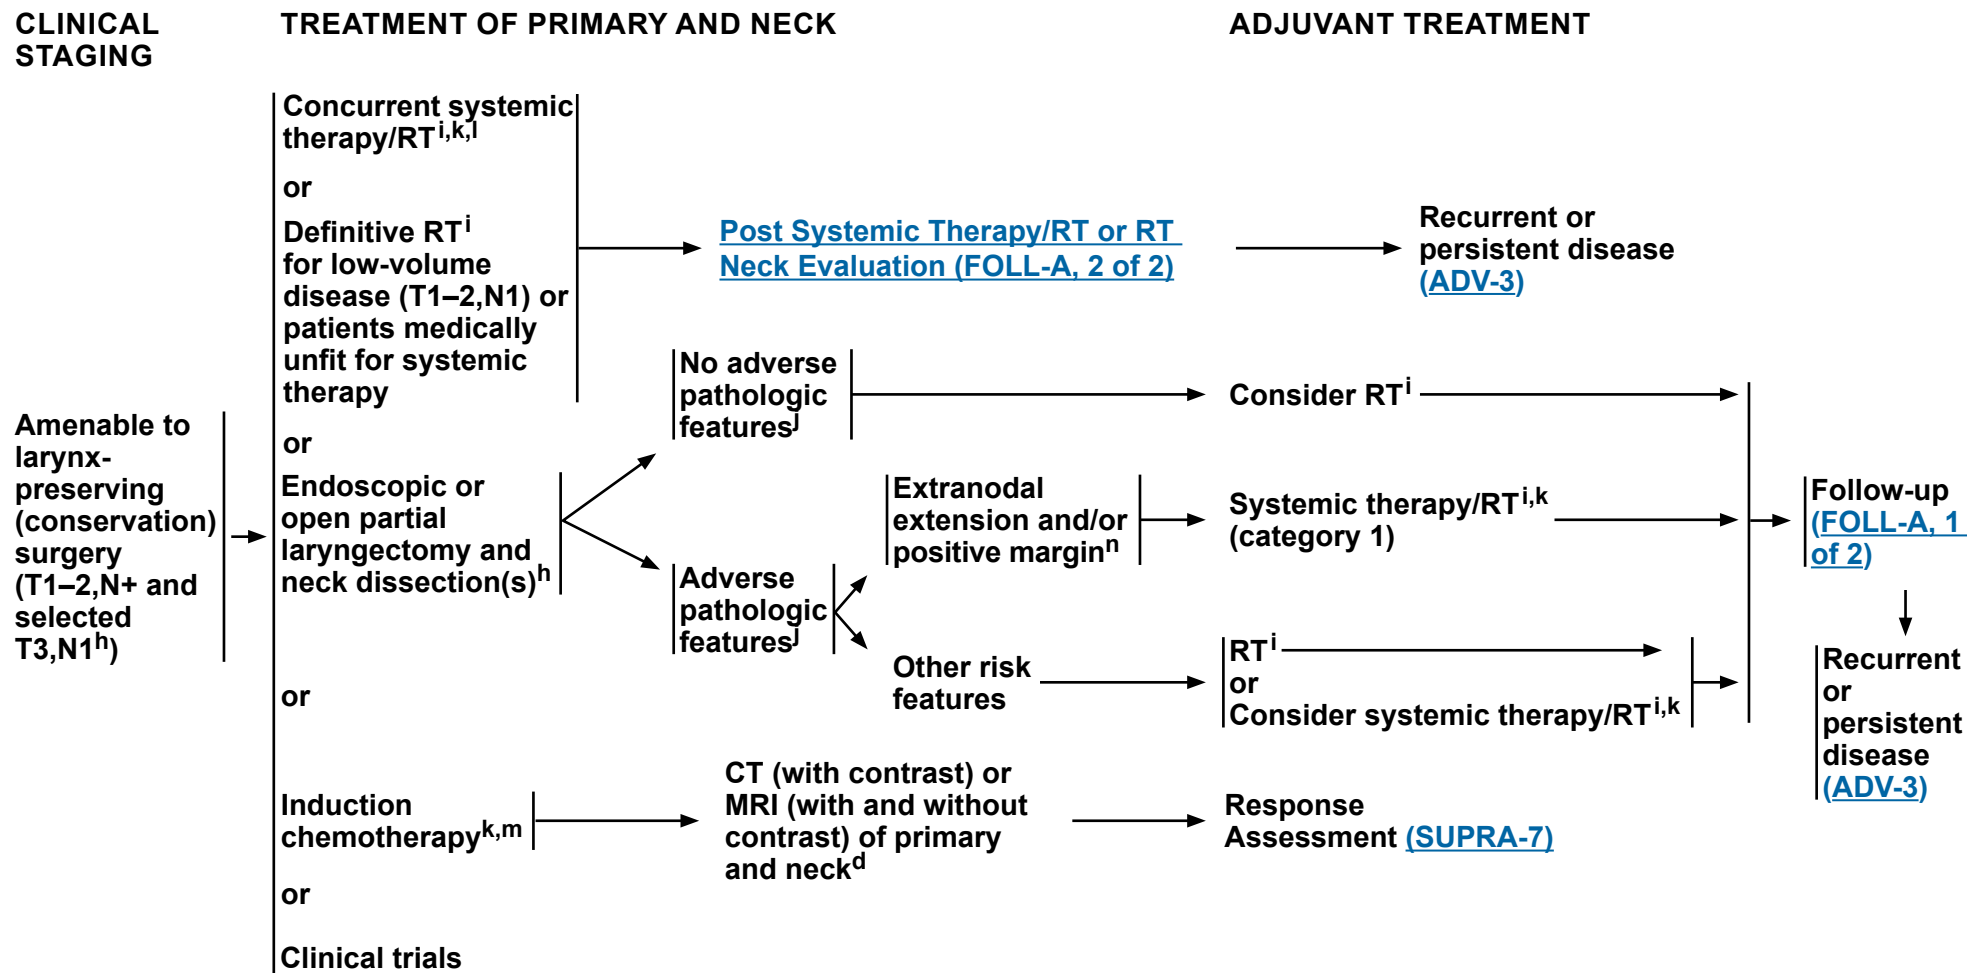 CLINICAL
STAGING
TREATMENT OF PRIMARY AND NECK
ADJUVANT TREATMENT
Amenable to
larynx-
preserving
(conservation)
surgery
(T1–2,N+ and
selected
T3,N1h)
Concurrent systemic
therapy/RTi,k,l
or
Definitive RTi
for low-volume
disease (T1–2,N1) or
patients medically
unfit for systemic
therapy
or
Endoscopic or
open partial
laryngectomy and
neck dissection(s)h
or
Induction
chemotherapyk,m
or
Clinical trials
Post Systemic Therapy/RT or RT
Neck Evaluation (FOLL-A, 2 of 2)
Recurrent or
persistent disease
(ADV-3)
No adverse
pathologic
featuresj
Consider RTi
Adverse
pathologic
featuresj
Extranodal
extension and/or
positive marginn
Systemic therapy/RTi,k
(category 1)
Other risk
features
RTi
or
Consider systemic therapy/RTi,k
CT (with contrast) or
MRI (with and without
contrast) of primary
and neckd
Response
Assessment (SUPRA-7)
Follow-up
(FOLL-A, 1
of 2)
Recurrent
or
persistent
disease
(ADV-3)